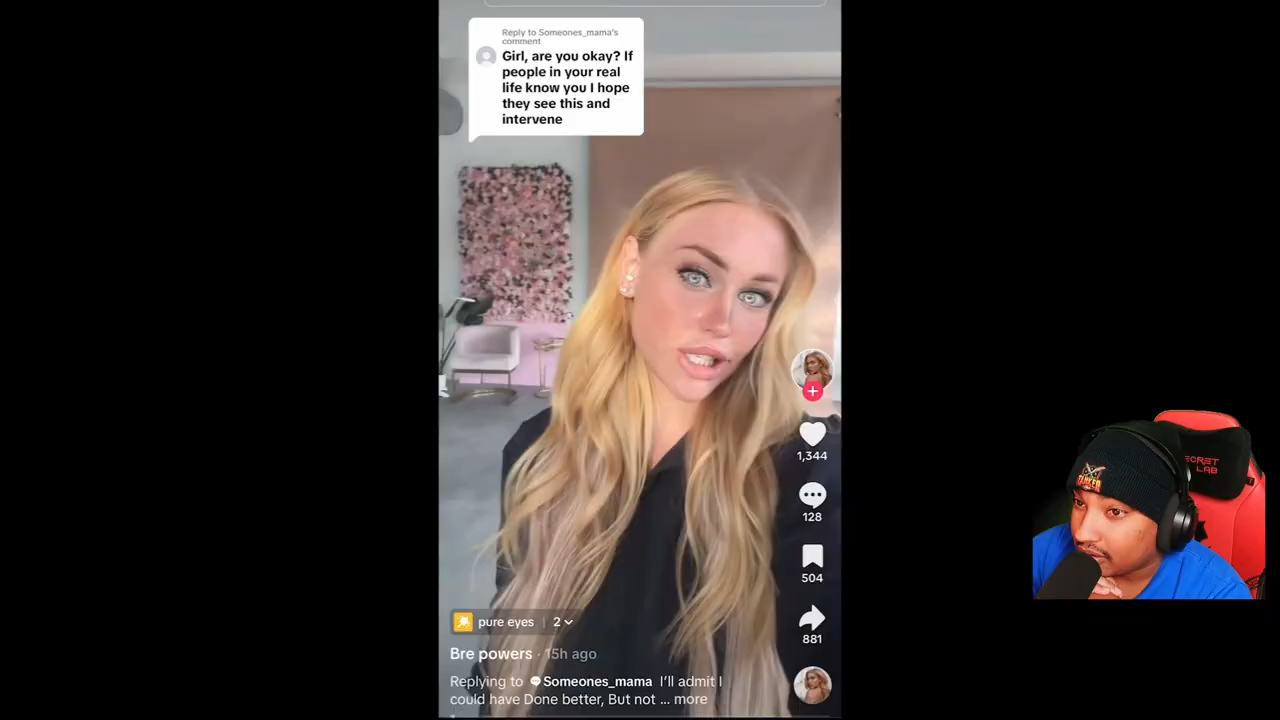 Reply to Someones_mama's
comment
Girl, are you okay? If
people in your real
life know you I hope
they see this and
intervene
1,344
128
504
881
pure eyes | 2
Bre powers · 15h ago
Replying to Someones_mama I'll admit I
could have Done better, But not ... more
SECRET
LAB